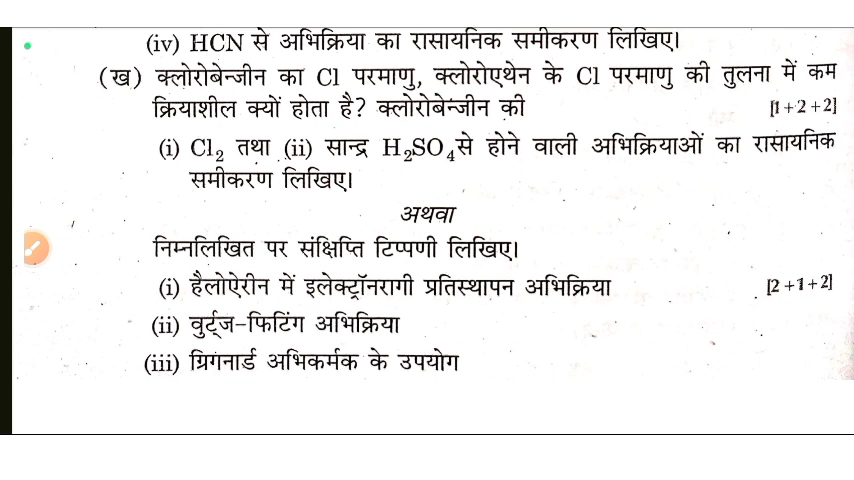 (iv) HCN से अभिक्रिया का रासायनिक समीकरण लिखिए।
(ख) क्लोरोबेन्जीन का Cl परमाणु, क्लोरोएथेन के Cl परमाणु की तुलना में कम
क्रियाशील क्यों होता है? क्लोरोबेन्जीन की [1+2+2]
(i) Cl₂ तथा (ii) सान्द्र H₂SO₄से होने वाली अभिक्रियाओं का रासायनिक
समीकरण लिखिए।
अथवा
निम्नलिखित पर संक्षिप्ति टिप्पणी लिखिए।
(i) हैलोऐरीन में इलेक्ट्रॉनरागी प्रतिस्थापन अभिक्रिया [2+1+2]
(ii) वुर्ट्ज-फिटिंग अभिक्रिया
(iii) ग्रिगनार्ड अभिकर्मक के उपयोग